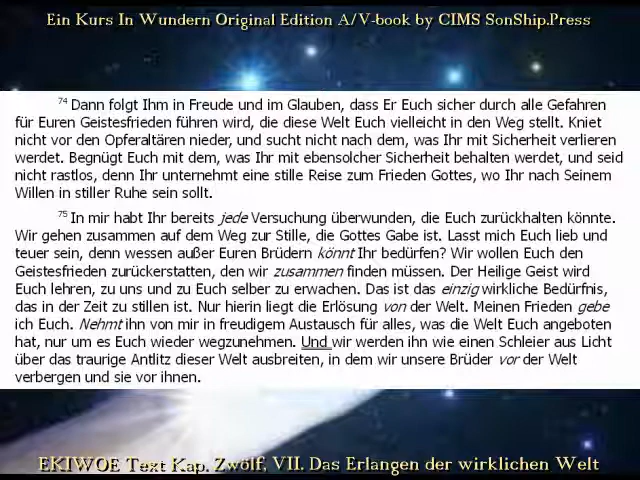 Ein Kurs In Wundern Original Edition A/V-book by CIMS SonShip.Press
74 Dann folgt Ihm in Freude und im Glauben, dass Er Euch sicher durch alle Gefahren
für Euren Geistesfrieden führen wird, die diese Welt Euch vielleicht in den Weg stellt. Kniet
nicht vor den Opferaltären nieder, und sucht nicht nach dem, was Ihr mit Sicherheit verlieren
werdet. Begnügt Euch mit dem, was Ihr mit ebensolcher Sicherheit behalten werdet, und seid
nicht rastlos, denn Ihr unternehmt eine stille Reise zum Frieden Gottes, wo Ihr nach Seinem
Willen in stiller Ruhe sein sollt.
75 In mir habt Ihr bereits jede Versuchung überwunden, die Euch zurückhalten könnte.
Wir gehen zusammen auf dem Weg zur Stille, die Gottes Gabe ist. Lasst mich Euch lieb und
teuer sein, denn wessen außer Euren Brüdern könnt Ihr bedürfen? Wir wollen Euch den
Geistesfrieden zurückerstatten, den wir zusammen finden müssen. Der Heilige Geist wird
Euch lehren, zu uns und zu Euch selber zu erwachen. Das ist das einzig wirkliche Bedürfnis,
das in der Zeit zu stillen ist. Nur hierin liegt die Erlösung von der Welt. Meinen Frieden gebe
ich Euch. Nehmt ihn von mir in freudigem Austausch für alles, was die Welt Euch angeboten
hat, nur um es Euch wieder wegzunehmen. Und wir werden ihn wie einen Schleier aus Licht
über das traurige Antlitz dieser Welt ausbreiten, in dem wir unsere Brüder vor der Welt
verbergen und sie vor ihnen.
EKIWOE Text Kap. Zwölf, VII. Das Erlangen der wirklichen Welt